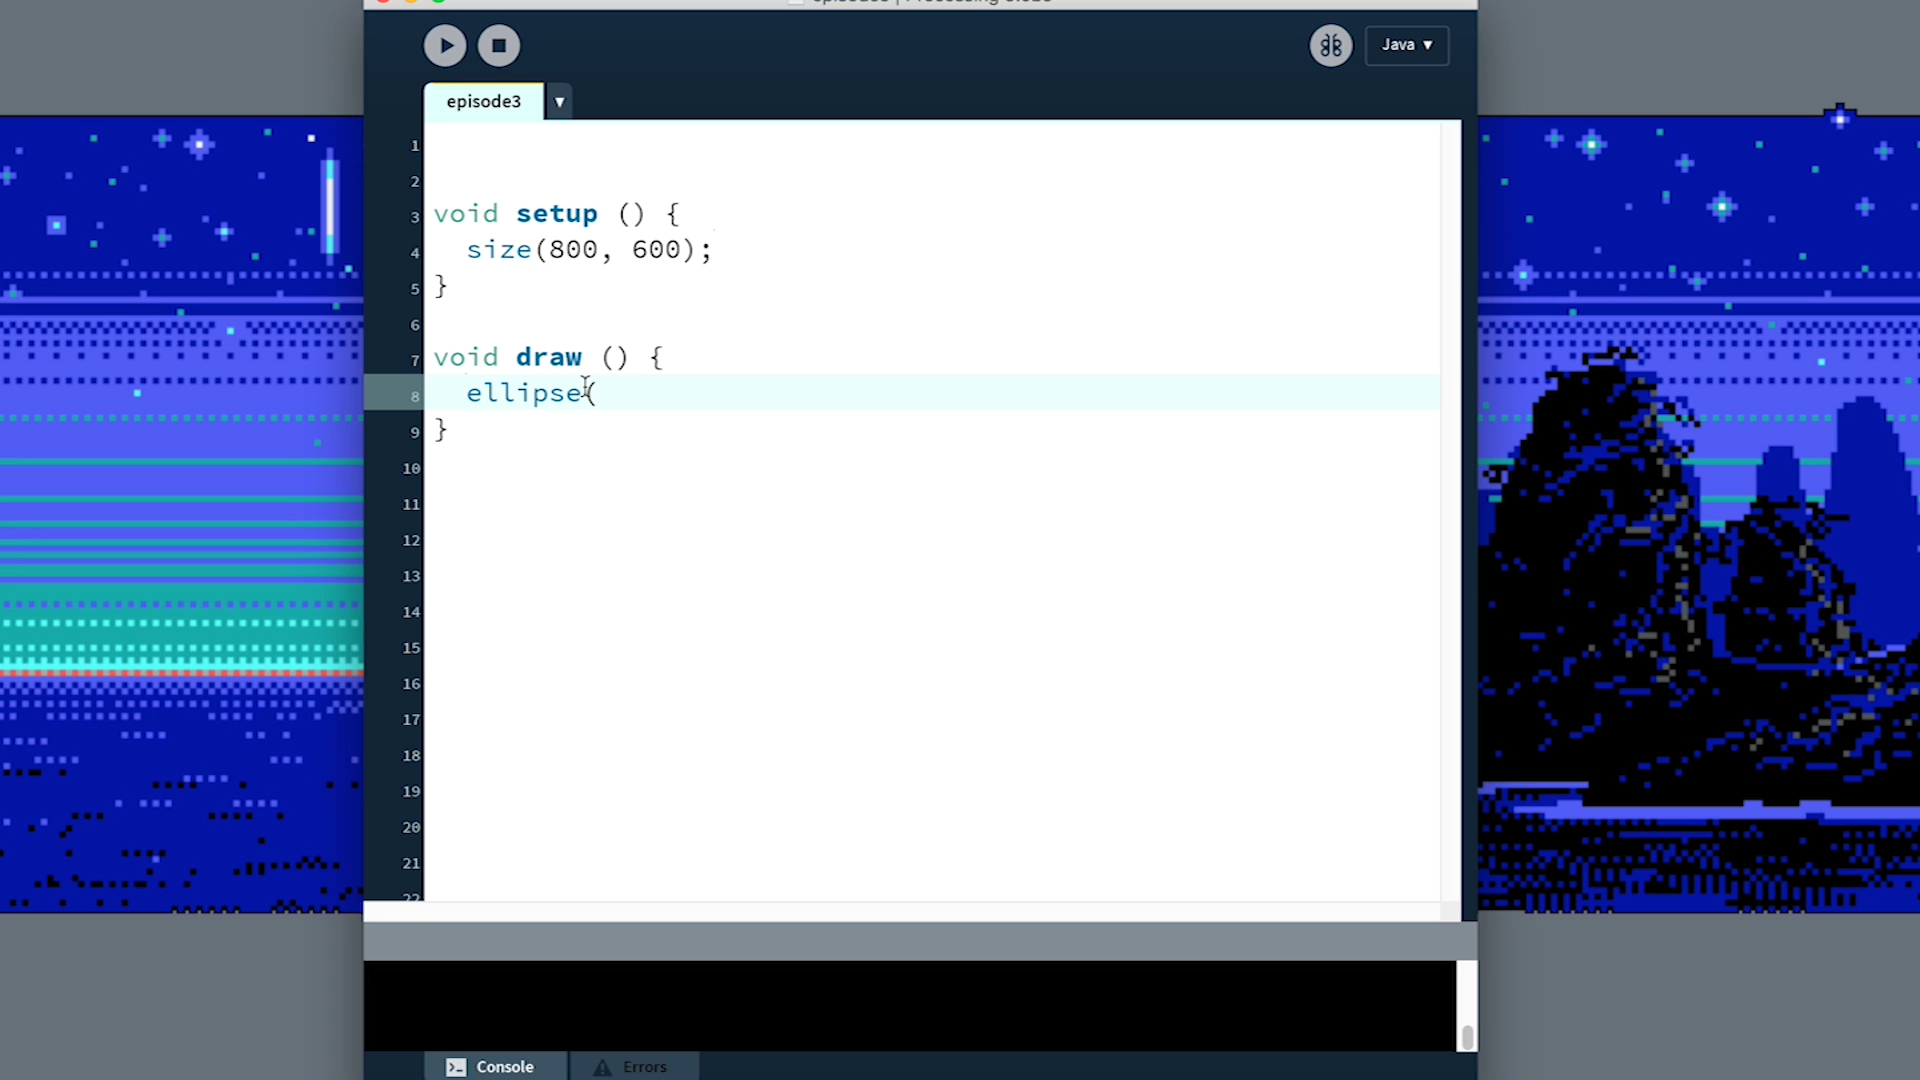 Java ▼
episode3 ▼
1
2
3 void setup () {
4 size(800, 600);
5 }
6
7 void draw () {
8 ellipse(
9 }
10
11
12
13
14
15
16
17
18
19
20
21
22
Console Errors